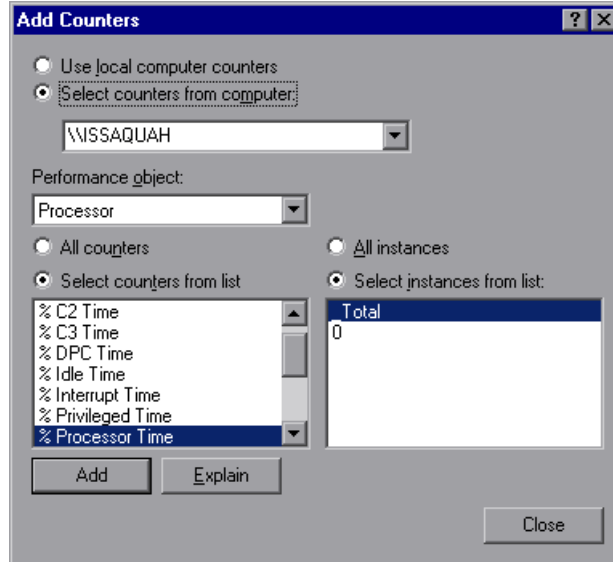 Add Counters
Use local computer counters
Select counters from computer:
\\ISSAQUAH
Performance object:
Processor
All counters
All instances
Select counters from list
Select instances from list:
% C2 Time
% C3 Time
% DPC Time
% Idle Time
% Interrupt Time
% Privileged Time
% Processor Time
_Total
0
Add
Explain
Close